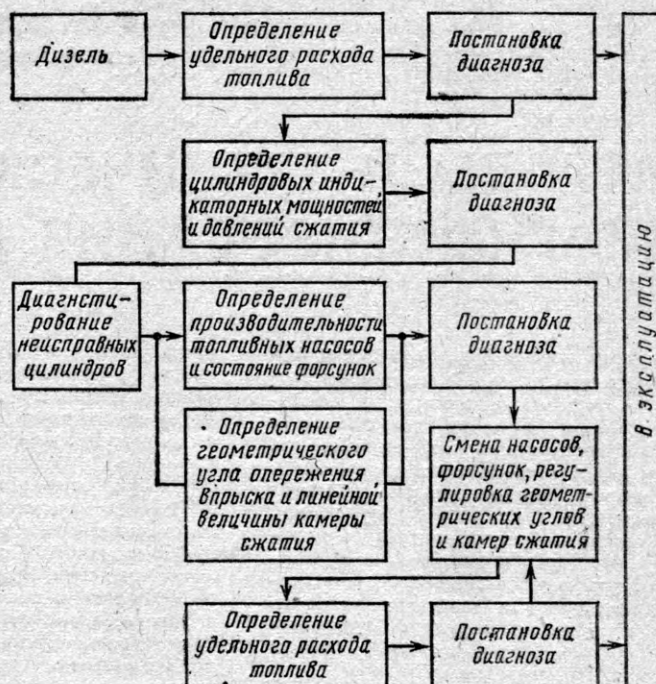 Дизель
Определение
удельного расхода
топлива
Постановка
диагноза
Определение
цилиндровых инди-
каторных мощностей
и давлений сжатия
Постановка
диагноза
Диагнсти-
рование
неисправных
цилиндров
Определение
производительности
топливных насосов
и состояние форсунок
Постановка
диагноза
Определение
геометрического
угла опережения
впрыска и линейной
величины камеры
сжатия
Смена насосов,
форсунок, регу-
лировка геомет-
рических углов
и камер сжатия
Определение
удельного расхода
топлива
Постановка
диагноза
В эксплуатацию